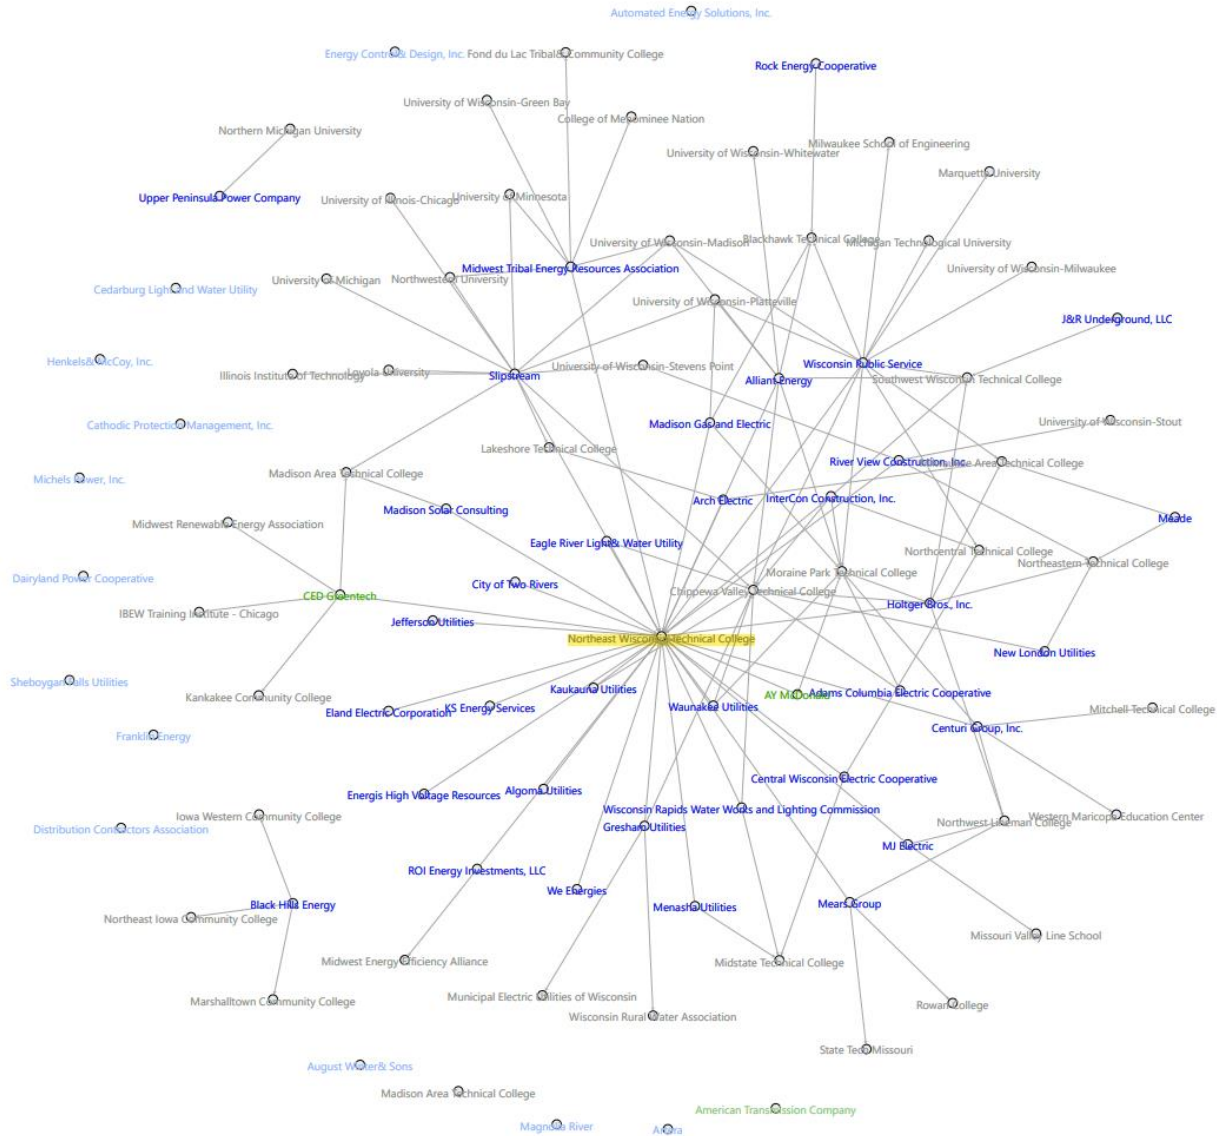 Automated Energy Solutions, Inc.
Energy Control& Design, Inc.
Fond du Lac Tribal& Community College
Rock Energy Cooperative
University of Wisconsin-Green Bay
College of Menominee Nation
Northern Michigan University
Milwaukee School of Engineering
University of Wisconsin-Whitewater
Marquette University
Upper Peninsula Power Company
University of Illinois-Chicago
University of Minnesota
University of Wisconsin-Madison
Blackhawk Technical College
Michigan Technological University
Midwest Tribal Energy Resources Association
University of Wisconsin-Milwaukee
University of Michigan
Northwestern University
Cedarburg Light and Water Utility
University of Wisconsin-Platteville
J&R Underground, LLC
Henkels& McCoy, Inc.
Illinois Institute of Technology
Loyola University
Slipstream
University of Wisconsin-Stevens Point
Alliant Energy
Wisconsin Public Service
Southwest Wisconsin Technical College
Cathodic Protection Management, Inc.
Madison Gas and Electric
University of Wisconsin-Stout
Lakeshore Technical College
River View Construction, Inc.
Area Technical College
Michels Power, Inc.
Madison Area Technical College
Madison Solar Consulting
Arch Electric
InterCon Construction, Inc.
Meade
Midwest Renewable Energy Association
Eagle River Light& Water Utility
Northcentral Technical College
Northeastern Technical College
Dairyland Power Cooperative
City of Two Rivers
Moraine Park Technical College
Chippewa Valley Technical College
CED Greentech
IBEW Training Institute - Chicago
Jefferson Utilities
Holtger Bros., Inc.
Northeast Wisconsin Technical College
New London Utilities
Sheboygan Falls Utilities
Kankakee Community College
Kaukauna Utilities
AY McDonald
Adams Columbia Electric Cooperative
Eland Electric Corporation
KS Energy Services
Waunakee Utilities
Mitchell Technical College
Centuri Group, Inc.
Franklin Energy
Central Wisconsin Electric Cooperative
Energis High Voltage Resources
Algoma Utilities
Wisconsin Rapids Water Works and Lighting Commission
Iowa Western Community College
Gresham Utilities
Northwest Lineman College
Western Maricopa Education Center
Distribution Contractors Association
MJ Electric
ROI Energy Investments, LLC
We Energies
Black Hills Energy
Menasha Utilities
Mears Group
Northeast Iowa Community College
Missouri Valley Line School
Midwest Energy Efficiency Alliance
Midstate Technical College
Marshalltown Community College
Municipal Electric Utilities of Wisconsin
Rowan College
Wisconsin Rural Water Association
State Tech Missouri
August Winter& Sons
Madison Area Technical College
American Transmission Company
Magnolia River